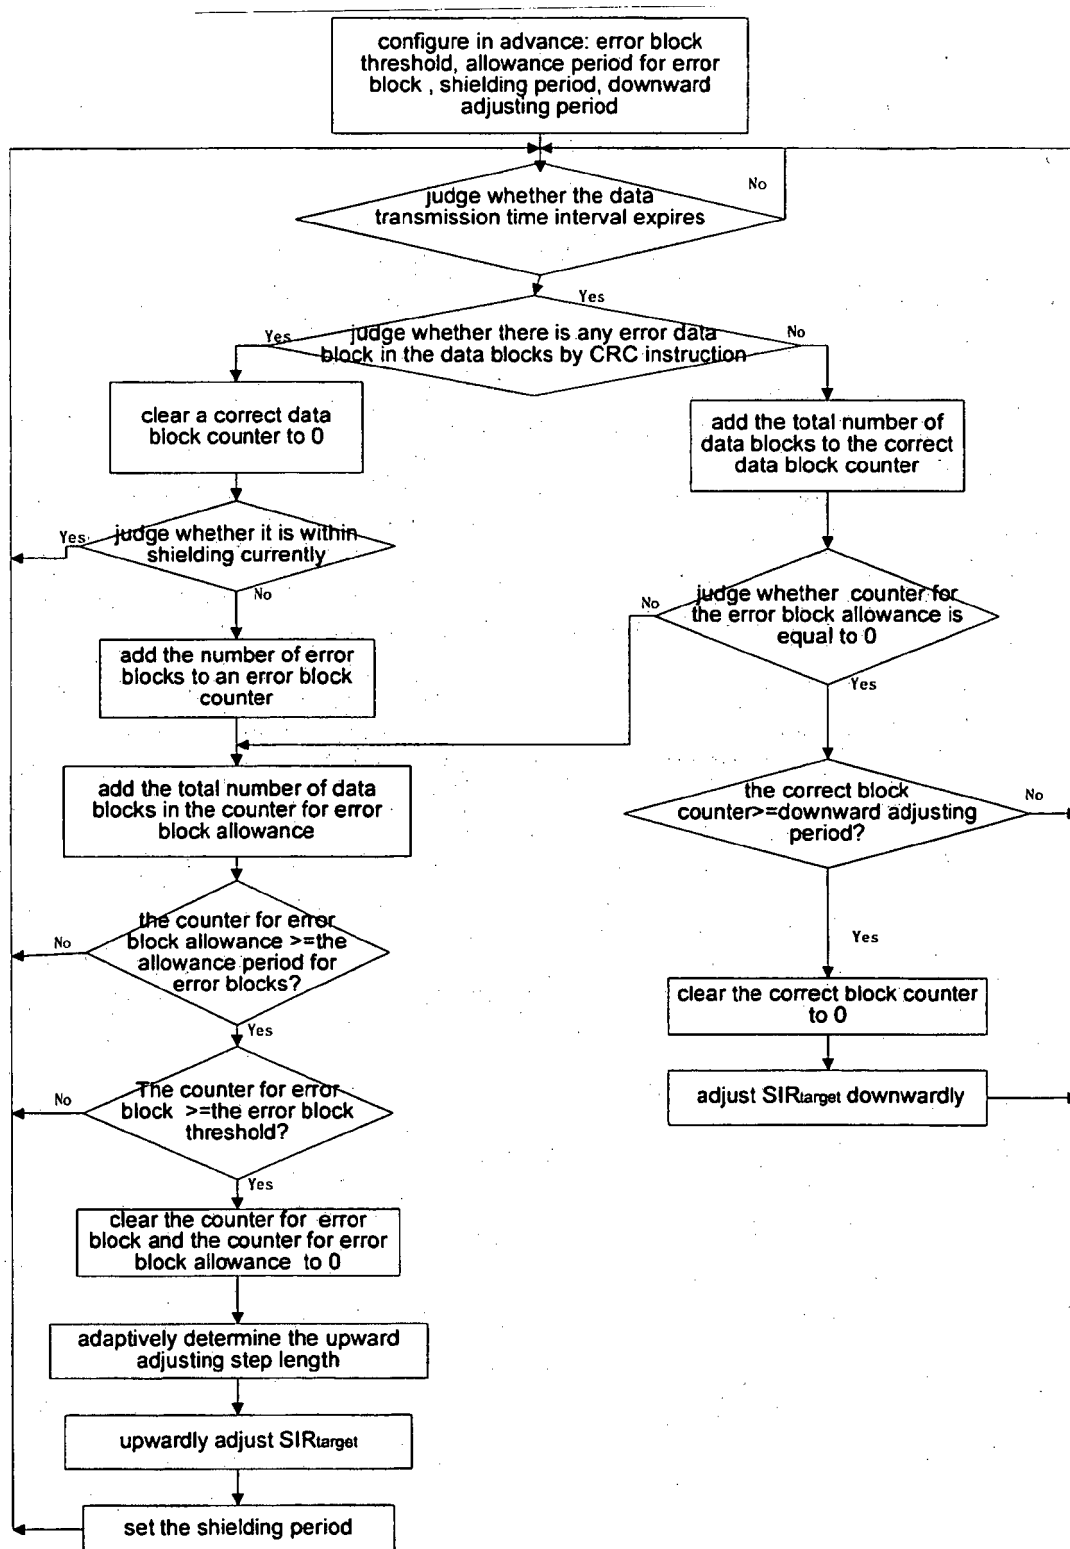 configure in advance: error block
threshold, allowance period for error
block , shielding period, downward
adjusting period
No
judge whether the data
transmission time interval expires
Yes
Yes
judge whether there is any error data
block in the data blocks by CRC instruction
No
clear a correct data
block counter to 0
add the total number of
data blocks to the correct
data block counter
Yes
judge whether it is within
shielding currently
No
No
judge whether counter for
the error block allowance is
equal to 0
Yes
add the number of error
blocks to an error block
counter
add the total number of data
blocks in the counter for error
block allowance
the correct block
counter>=downward adjusting
period?
No
Yes
No
the counter for error
block allowance >=the
allowance period for
error blocks?
Yes
clear the correct block counter
to 0
No
The counter for error
block >=the error block
threshold?
Yes
adjust SIRtarget downwardly
clear the counter for error
block and the counter for error
block allowance to 0
adaptively determine the upward
adjusting step length
upwardly adjust SIRtarget
set the shielding period